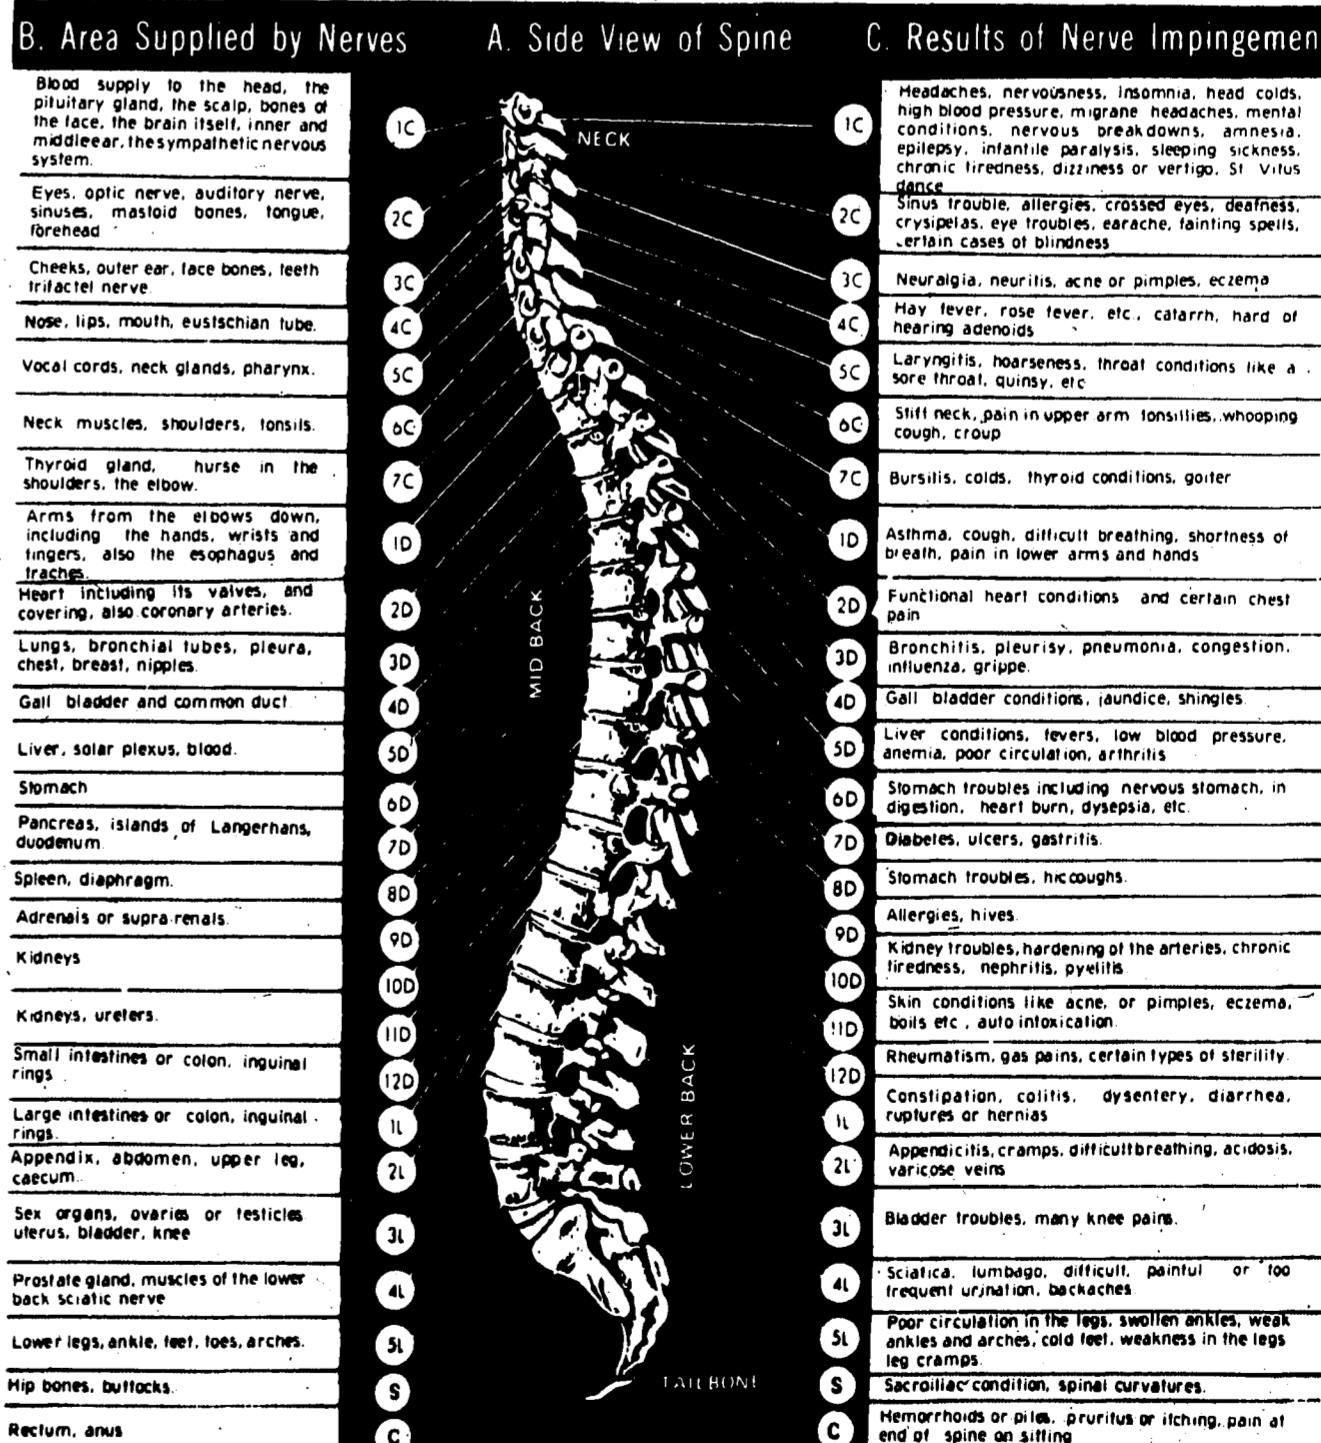 B. Area Supplied by Nerves
Blood supply to the head, the
pituitary gland, the scalp, bones of
the face, the brain itself, inner and
middleear, thesympathetic nervous
system.
Eyes, optic nerve, auditory nerve,
sinuses, mastoid bones, tongue,
forehead
Cheeks, outer ear, face bones, teeth
trifactel nerve.
Nose, lips, mouth, eustschian tube.
Vocal cords, neck glands, pharynx.
Neck muscles, shoulders, tonsils.
Thyroid gland, hurse in the
shoulders, the elbow.
Arms from the elbows down,
including the hands, wrists and
fingers, also the esophagus and
traches.
Heart including its valves, and
covering, also coronary arteries.
Lungs, bronchial tubes, pleura,
chest, breast, nipples.
Gall bladder and common duct
Liver, solar plexus, blood.
Stomach
Pancreas, islands of Langerhans,
duodenum
Spleen, diaphragm.
Adrenals or supra-renals.
Kidneys
Kidneys, ureters.
Small intestines or colon, inguinal
rings
Large intestines or colon, inguinal
rings.
Appendix, abdomen, upper leg,
caecum.
Sex organs, ovaries or testicles
uterus, bladder, knee
Prostate gland, muscles of the lower
back sciatic nerve
Lower legs, ankle, feet, toes, arches.
Hip bones, buttocks.
Rectum, anus
A. Side View of Spine
1C
2C
3C
4C
5C
6C
7C
1D
2D
3D
4D
5D
6D
7D
8D
9D
10D
11D
12D
1L
2L
3L
4L
5L
S
C
NECK
MID BACK
LOWER BACK
TAILBONE
1C
2C
3C
4C
5C
6C
7C
1D
2D
3D
4D
5D
6D
7D
8D
9D
10D
11D
12D
1L
2L
3L
4L
5L
S
C
C. Results of Nerve Impingemen
Headaches, nervousness, insomnia, head colds,
high blood pressure, migrane headaches, mental
conditions, nervous breakdowns, amnesia,
epilepsy, infantile paralysis, sleeping sickness,
chronic tiredness, dizziness or vertigo, St Vitus
dance
Sinus trouble, allergies, crossed eyes, deafness,
crysipelas, eye troubles, earache, fainting spells,
certain cases of blindness
Neuralgia, neuritis, acne or pimples, eczema
Hay fever, rose fever, etc., catarrh, hard of
hearing adenoids
Laryngitis, hoarseness, throat conditions like a
sore throat, quinsy, etc
Stiff neck, pain in upper arm tonsillies, whooping
cough, croup
Bursitis, colds, thyroid conditions, goiter
Asthma, cough, difficult breathing, shortness of
breath, pain in lower arms and hands
Functional heart conditions and certain chest
pain
Bronchitis, pleurisy, pneumonia, congestion,
influenza, grippe.
Gall bladder conditions, jaundice, shingles.
Liver conditions, fevers, low blood pressure,
anemia, poor circulation, arthritis
Stomach troubles including nervous stomach, in
digestion, heart burn, dysepsia, etc.
Diabetes, ulcers, gastritis.
Stomach troubles, hiccoughs.
Allergies, hives.
Kidney troubles, hardening of the arteries, chronic
tiredness, nephritis, pyelitis
Skin conditions like acne, or pimples, eczema,
boils etc., auto intoxication.
Rheumatism, gas pains, certain types of sterility.
Constipation, colitis, dysentery, diarrhea,
ruptures or hernias
Appendicitis, cramps, difficultbreathing, acidosis,
varicose veins
Bladder troubles, many knee pains.
Sciatica, lumbago, difficult, painful or too
frequent urination, backaches
Poor circulation in the legs, swollen ankles, weak
ankles and arches, cold feet, weakness in the legs
leg cramps.
Sacroiliac condition, spinal curvatures.
Hemorrhoids or piles, pruritus or itching, pain at
end of spine on sitting